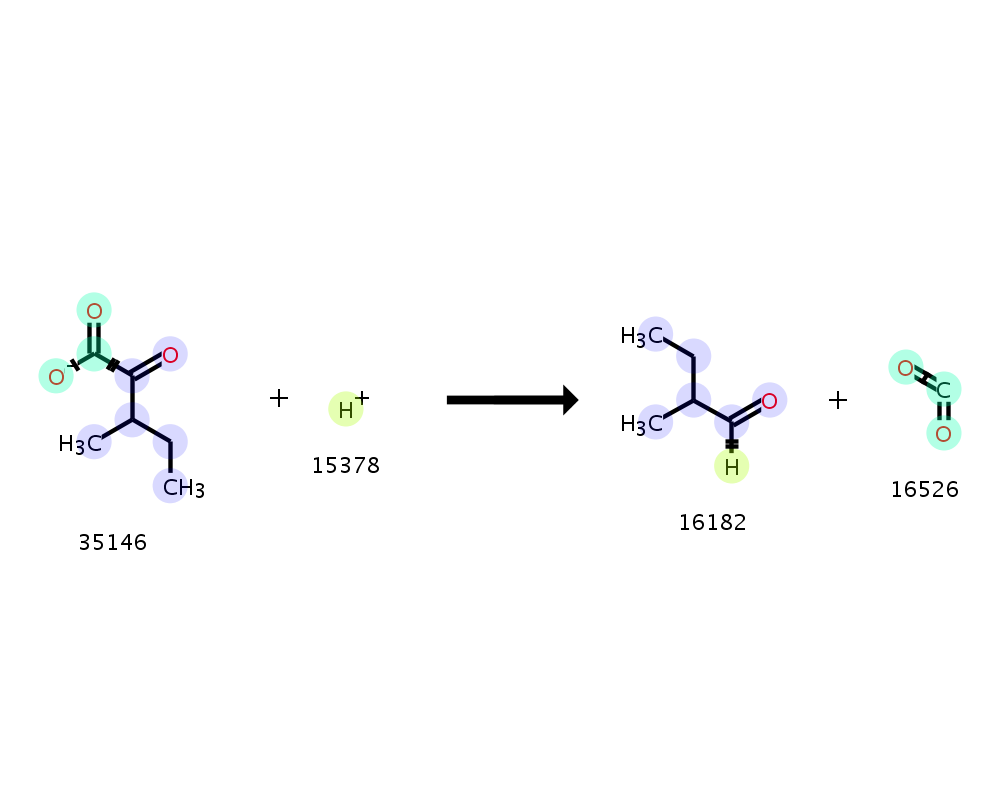 O
O⁻ O
H3C
CH3
35146
+
H+
15378
H3C
H3C O
H
16182
+
O C
O
16526